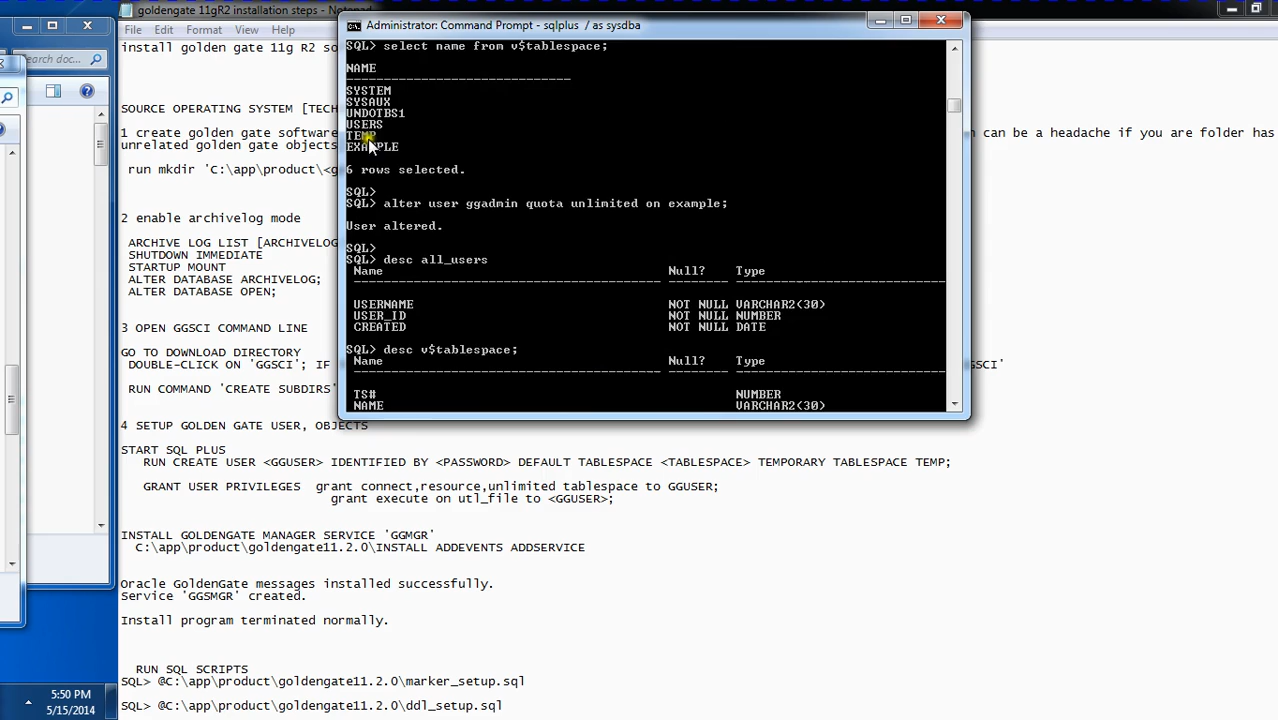 goldengate 11gR2 installation steps - Notepad
File Edit Format View Help
install golden gate 11g R2 so
earch doc...
SOURCE OPERATING SYSTEM [TECH
1 create golden gate software
n can be a headache if you are folder has
unrelated golden gate objects
run mkdir 'C:\app\product\<g
2 enable archivelog mode
ARCHIVE LOG LIST [ARCHIVELOG
SHUTDOWN IMMEDIATE
STARTUP MOUNT
ALTER DATABASE ARCHIVELOG;
ALTER DATABASE OPEN;
3 OPEN GGSCI COMMAND LINE
GO TO DOWNLOAD DIRECTORY
DOUBLE-CLICK ON 'GGSCI'; IF
GSCI'
RUN COMMAND 'CREATE SUBDIRS'
4 SETUP GOLDEN GATE USER, OBJECTS
START SQL PLUS
RUN CREATE USER <GGUSER> IDENTIFIED BY <PASSWORD> DEFAULT TABLESPACE <TABLESPACE> TEMPORARY TABLESPACE TEMP;
GRANT USER PRIVILEGES grant connect,resource,unlimited tablespace to GGUSER;
grant execute on utl_file to <GGUSER>;
INSTALL GOLDENGATE MANAGER SERVICE 'GGMGR'
C:\app\product\goldengate11.2.0\INSTALL ADDEVENTS ADDSERVICE
Oracle GoldenGate messages installed successfully.
Service 'GGSMGR' created.
Install program terminated normally.
RUN SQL SCRIPTS
SQL> @C:\app\product\goldengate11.2.0\marker_setup.sql
SQL> @C:\app\product\goldengate11.2.0\ddl_setup.sql
Administrator: Command Prompt - sqlplus / as sysdba
SQL> select name from v$tablespace;
NAME
------------------------------
SYSTEM
SYSAUX
UNDOTBS1
USERS
TEMP
EXAMPLE
6 rows selected.
SQL>
SQL> alter user ggadmin quota unlimited on example;
User altered.
SQL>
SQL> desc all_users
Name Null? Type
----------------------------------------- -------- ----------------------------
USERNAME NOT NULL VARCHAR2(30)
USER_ID NOT NULL NUMBER
CREATED NOT NULL DATE
SQL> desc v$tablespace;
Name Null? Type
----------------------------------------- -------- ----------------------------
TS# NUMBER
NAME VARCHAR2(30)
5:50 PM
5/15/2014